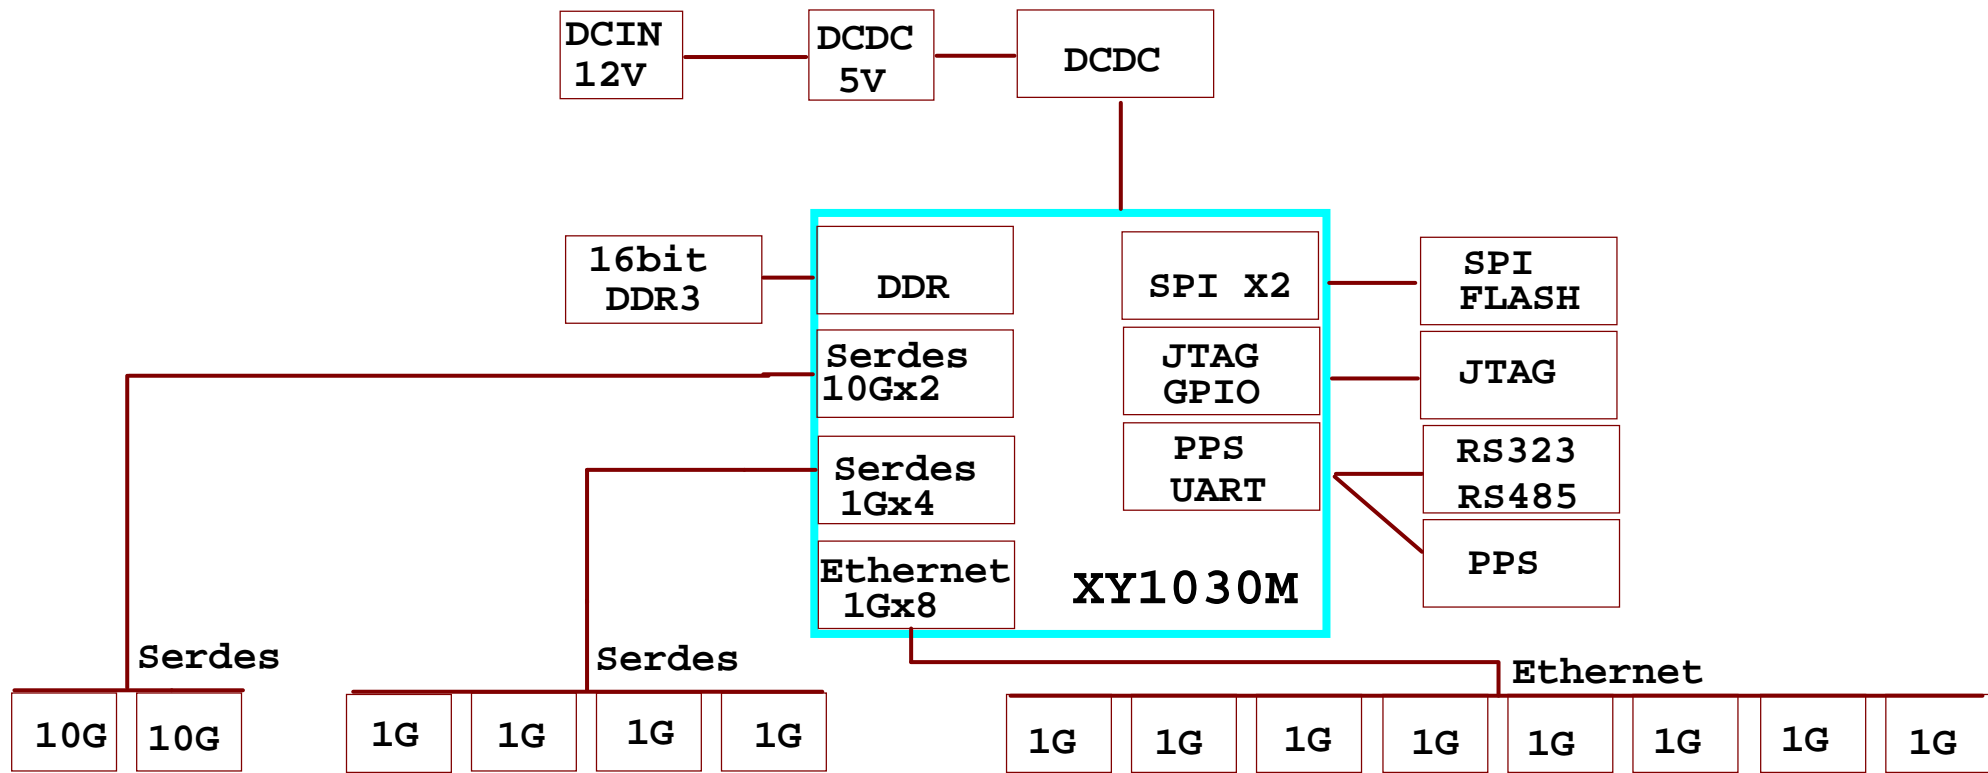 DCIN
12V
DCDC
5V
DCDC
16bit
DDR3
DDR
SPI X2
SPI
FLASH
Serdes
10Gx2
JTAG
GPIO
JTAG
Serdes
1Gx4
PPS
UART
RS323
RS485
Ethernet
1Gx8
XY1030M
PPS
Serdes
Serdes
Ethernet
10G
10G
1G
1G
1G
1G
1G
1G
1G
1G
1G
1G
1G
1G